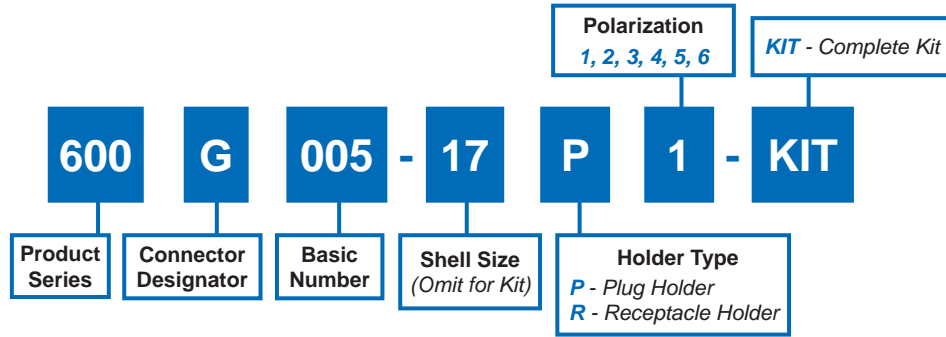 Polarization
1, 2, 3, 4, 5, 6
KIT - Complete Kit
600 G 005 - 17 P 1 - KIT
Product
Series
Connector
Designator
Basic
Number
Shell Size
(Omit for Kit)
Holder Type
P - Plug Holder
R - Receptacle Holder